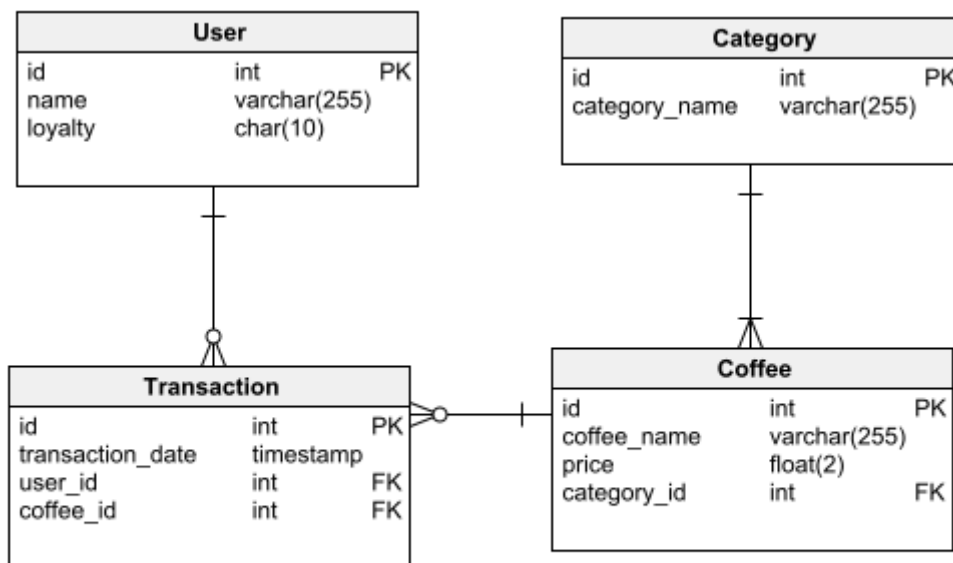 User
id int PK
name varchar(255)
loyalty char(10)
Category
id int PK
category_name varchar(255)
Transaction
id int PK
transaction_date timestamp
user_id int FK
coffee_id int FK
Coffee
id int PK
coffee_name varchar(255)
price float(2)
category_id int FK